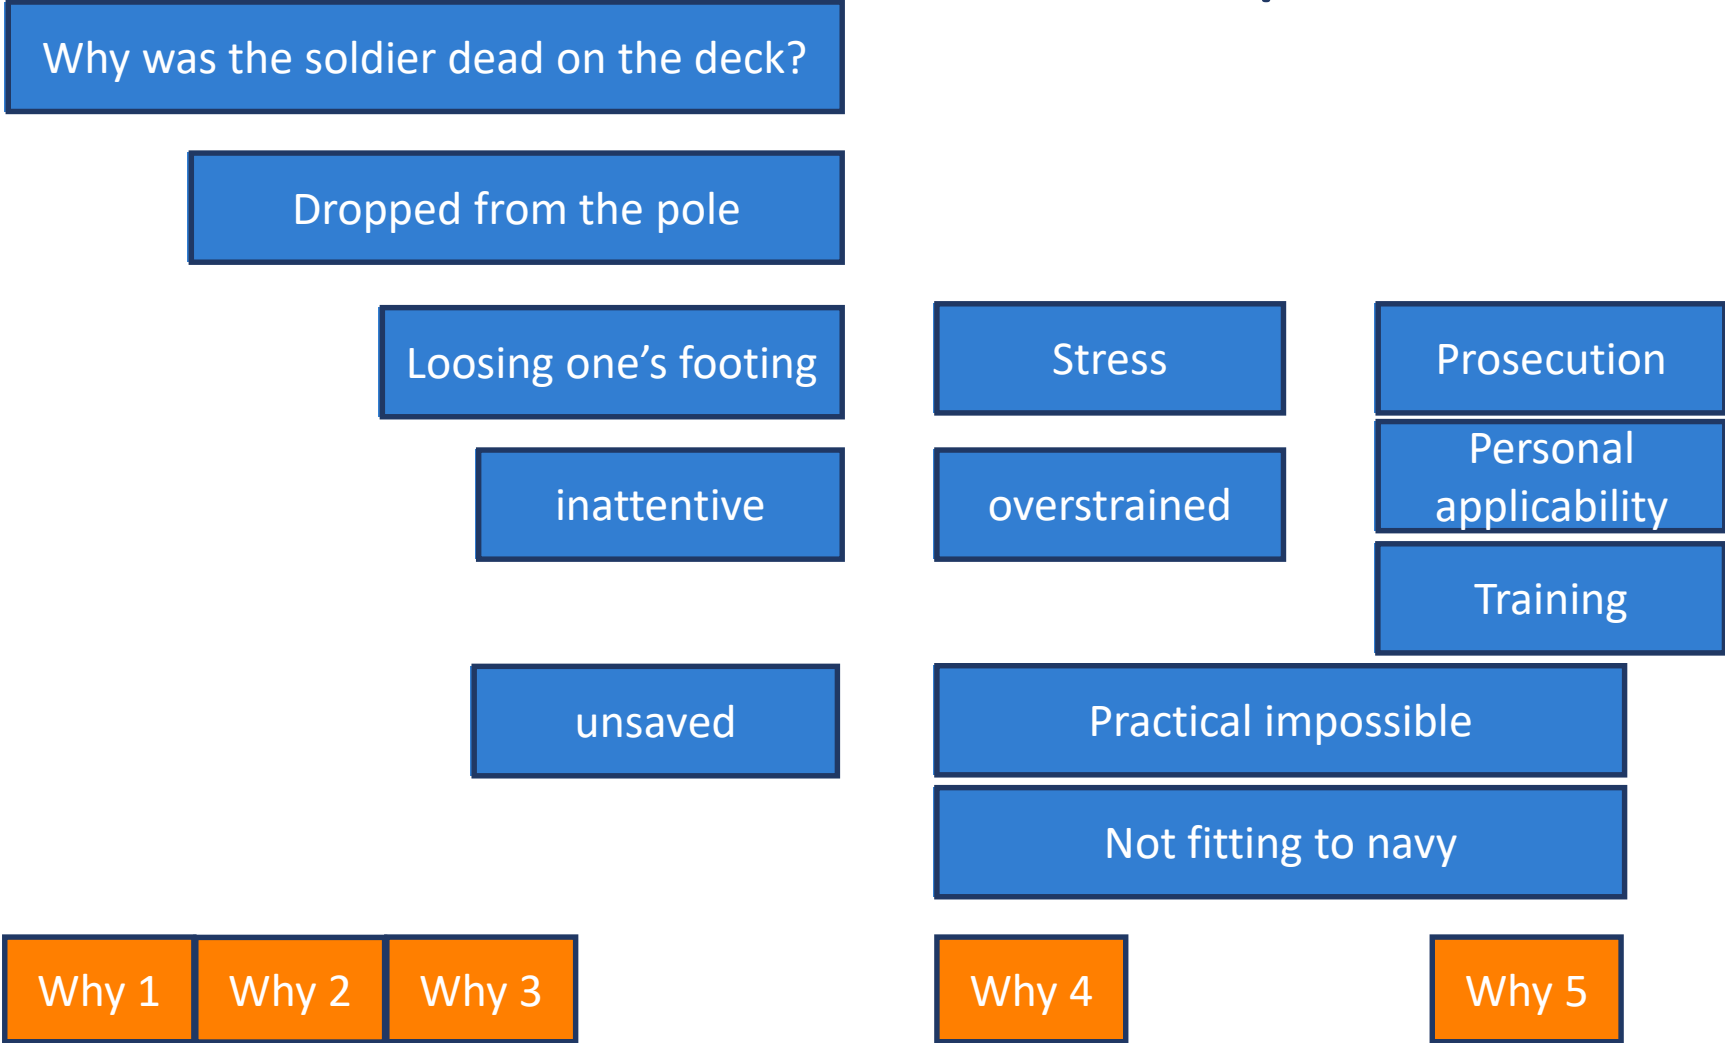 Why was the soldier dead on the deck?
Dropped from the pole
Loosing one’s footing
Stress
Prosecution
inattentive
overstrained
Personal
applicability
Training
unsaved
Practical impossible
Not fitting to navy
Why 1
Why 2
Why 3
Why 4
Why 5